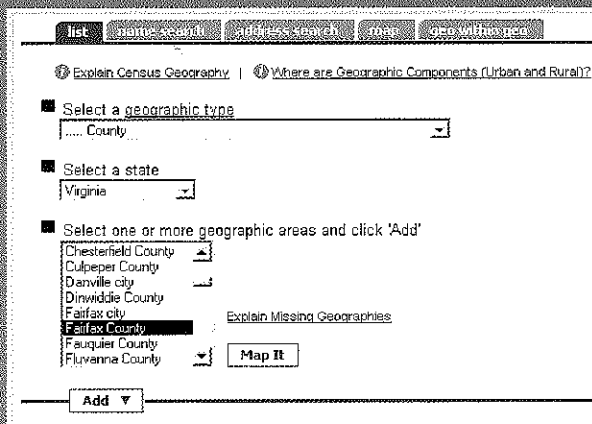 list name search address search map geo within geo
Explain Census Geography | Where are Geographic Components (Urban and Rural)?
Select a geographic type
..... County
Select a state
Virginia
Select one or more geographic areas and click 'Add'
Chesterfield County
Culpeper County
Danville city
Dinwiddie County
Fairfax city
Fairfax County
Fauquier County
Fluvanna County
Explain Missing Geographies
Map It
Add ▼